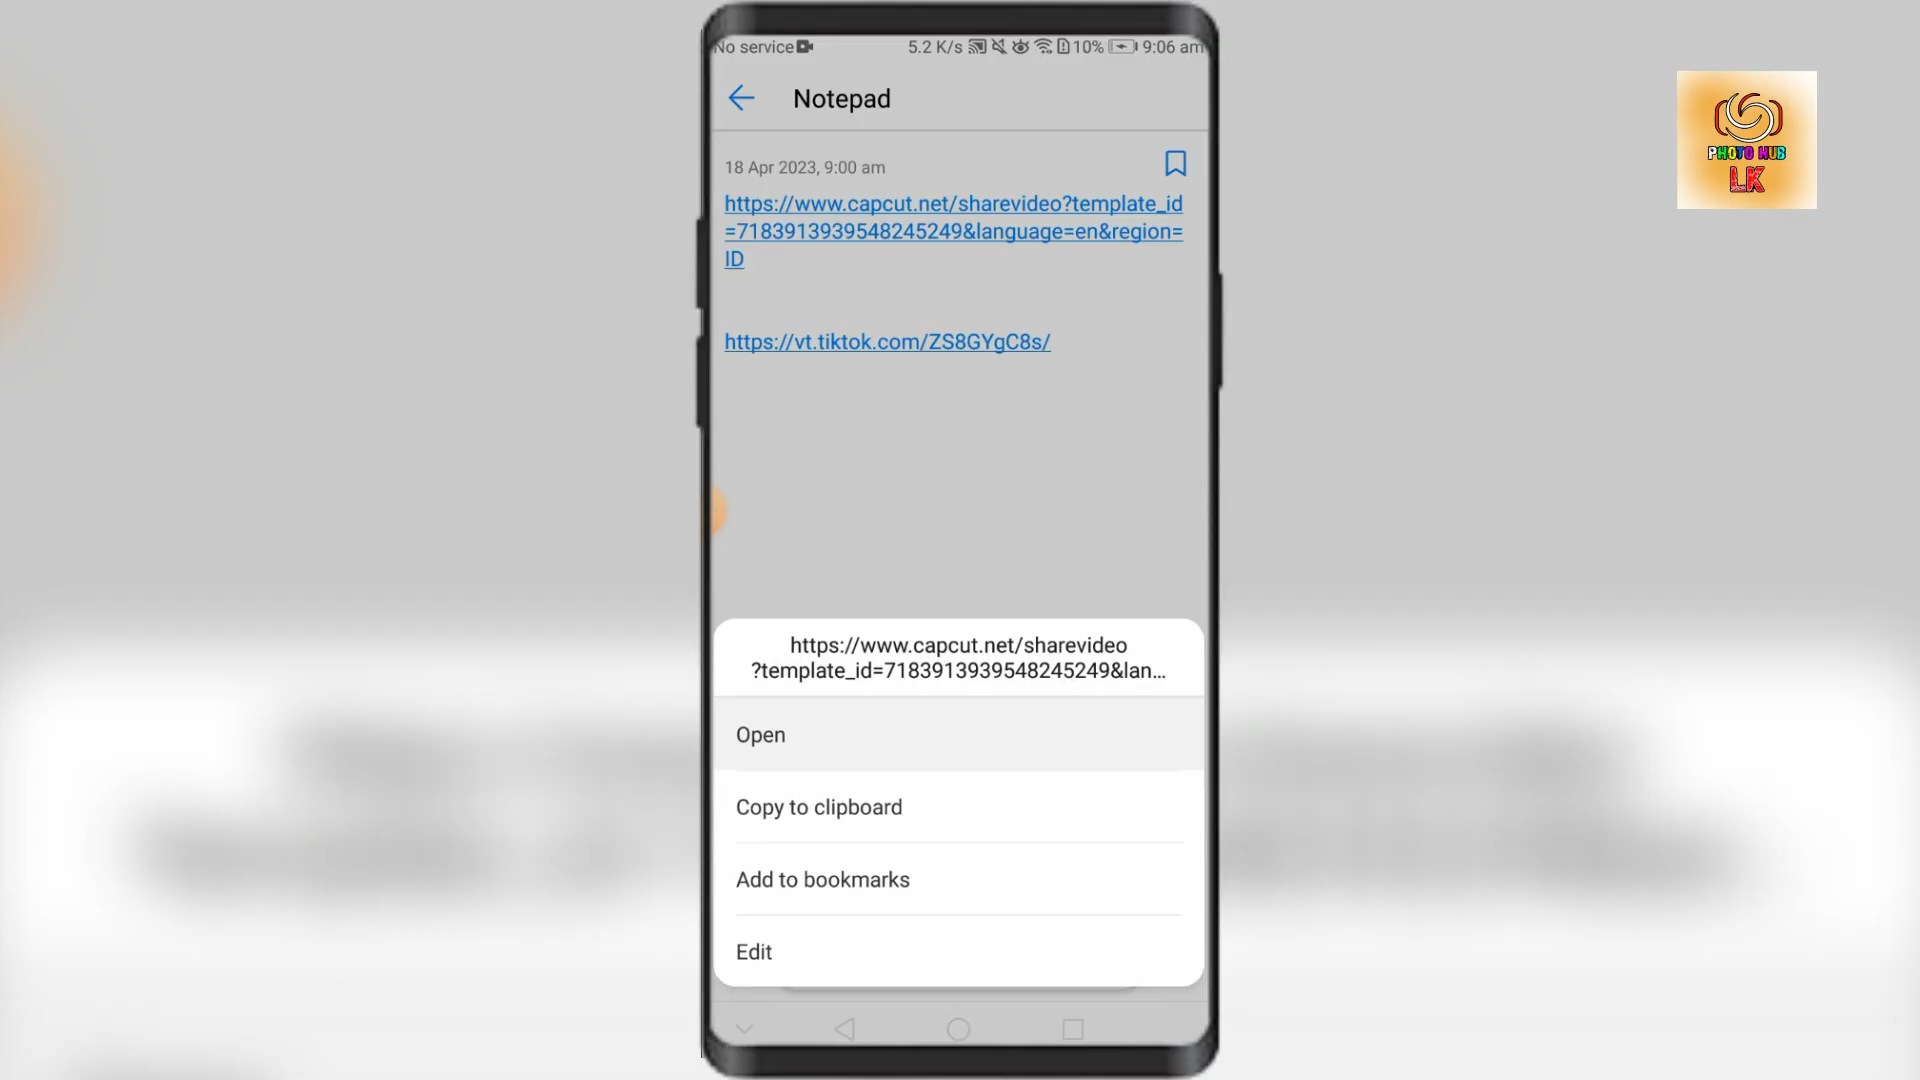 No service 5.2 K/s 10% 9:06 am
Notepad
18 Apr 2023, 9:00 am
https://www.capcut.net/sharevideo?template_id
=7183913939548245249&language=en&region=
ID
https://vt.tiktok.com/ZS8GYgC8s/
https://www.capcut.net/sharevideo
?template_id=7183913939548245249&lan...
Open
Copy to clipboard
Add to bookmarks
Edit
PHOTO HUB
LK